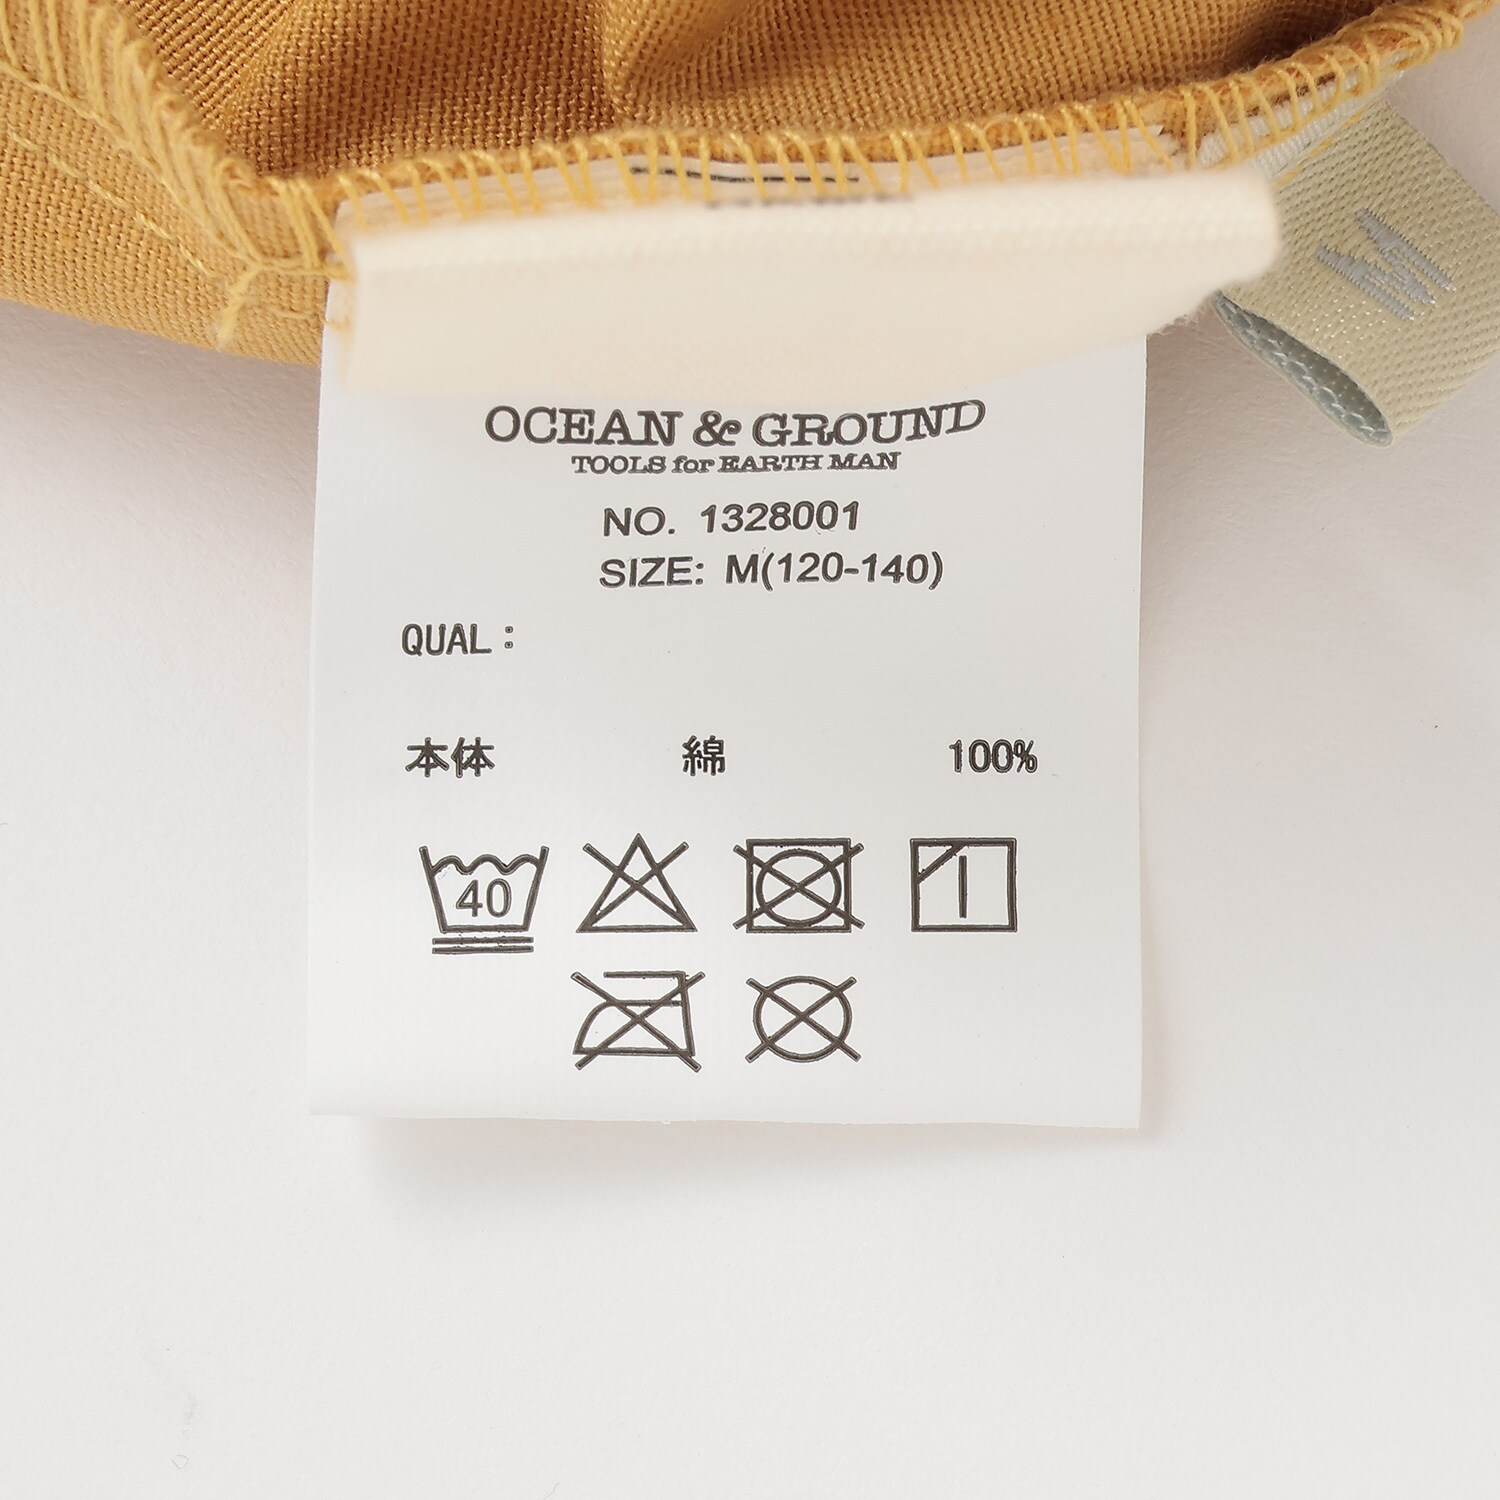 OCEAN & GROUND
TOOLS for EARTH MAN
NO. 1328001
SIZE: M(120-140)
QUAL :
本体 綿 100%
40
M